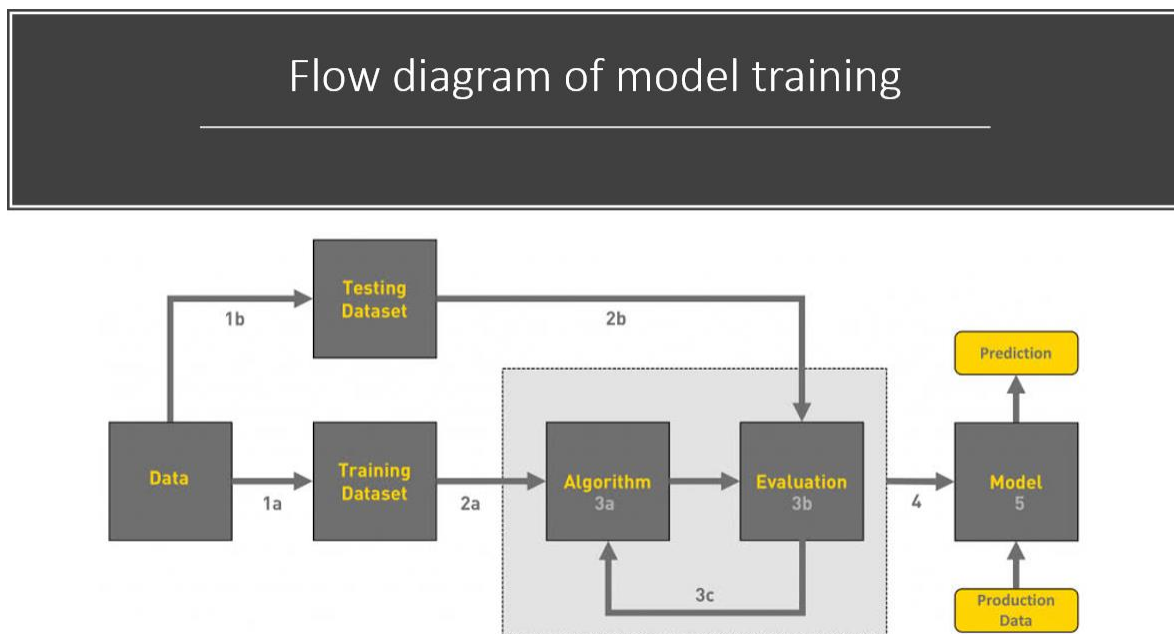 Flow diagram of model training
Testing
Dataset
1b
2b
Prediction
Data
1a
Training
Dataset
2a
Algorithm
3a
Evaluation
3b
4
Model
5
3c
Production
Data